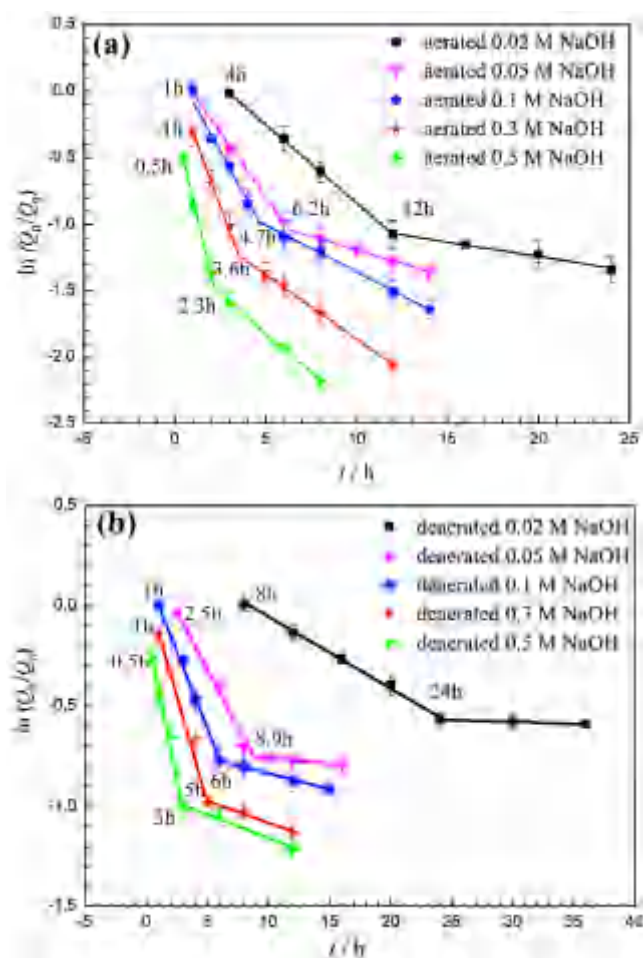 (a)
aerated 0.02 M NaOH
aerated 0.05 M NaOH
aerated 0.1 M NaOH
aerated 0.3 M NaOH
aerated 0.5 M NaOH
0.5
0.0
-0.5
-1.0
-1.5
-2.0
-2.5
4h
1h
1h
0.5h
6.2h
12h
4.7h
3.6h
2.3h
-5 0 5 10 15 20 25
t / h
(b)
deaerated 0.02 M NaOH
deaerated 0.05 M NaOH
deaerated 0.1 M NaOH
deaerated 0.3 M NaOH
deaerated 0.5 M NaOH
0.5
0.0
-0.5
-1.0
-1.5
1h
2.5h
8h
1h
0.5h
24h
8.9h
6h
5h
3h
-5 0 5 10 15 20 25 30 35 40
t / h